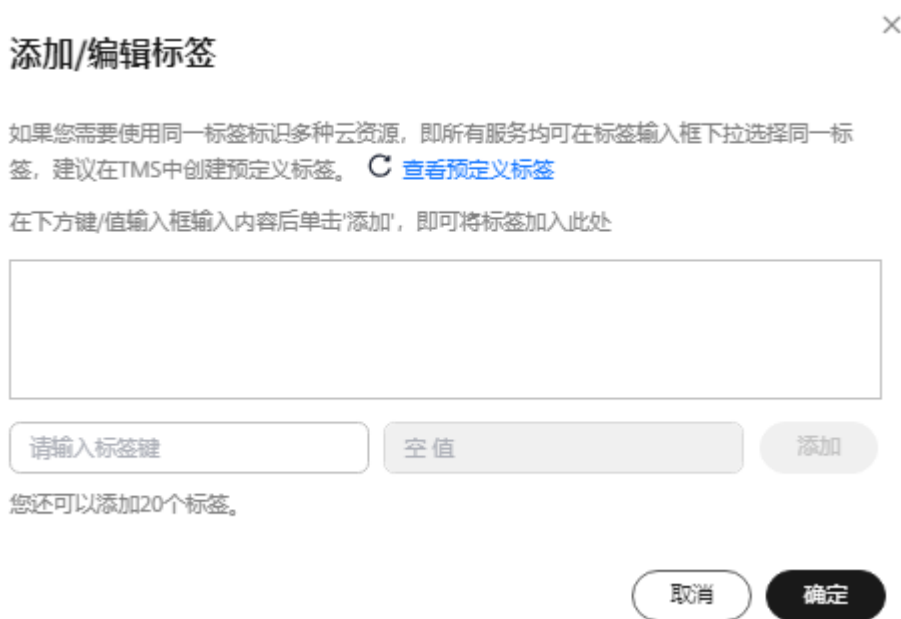 添加/编辑标签
如果您需要使用同一标签标识多种云资源，即所有服务均可在标签输入框下拉选择同一标
签，建议在TMS中创建预定义标签。 查看预定义标签
在下方键/值输入框输入内容后单击'添加'，即可将标签加入此处
请输入标签键 空值 添加
您还可以添加20个标签。
取消 确定